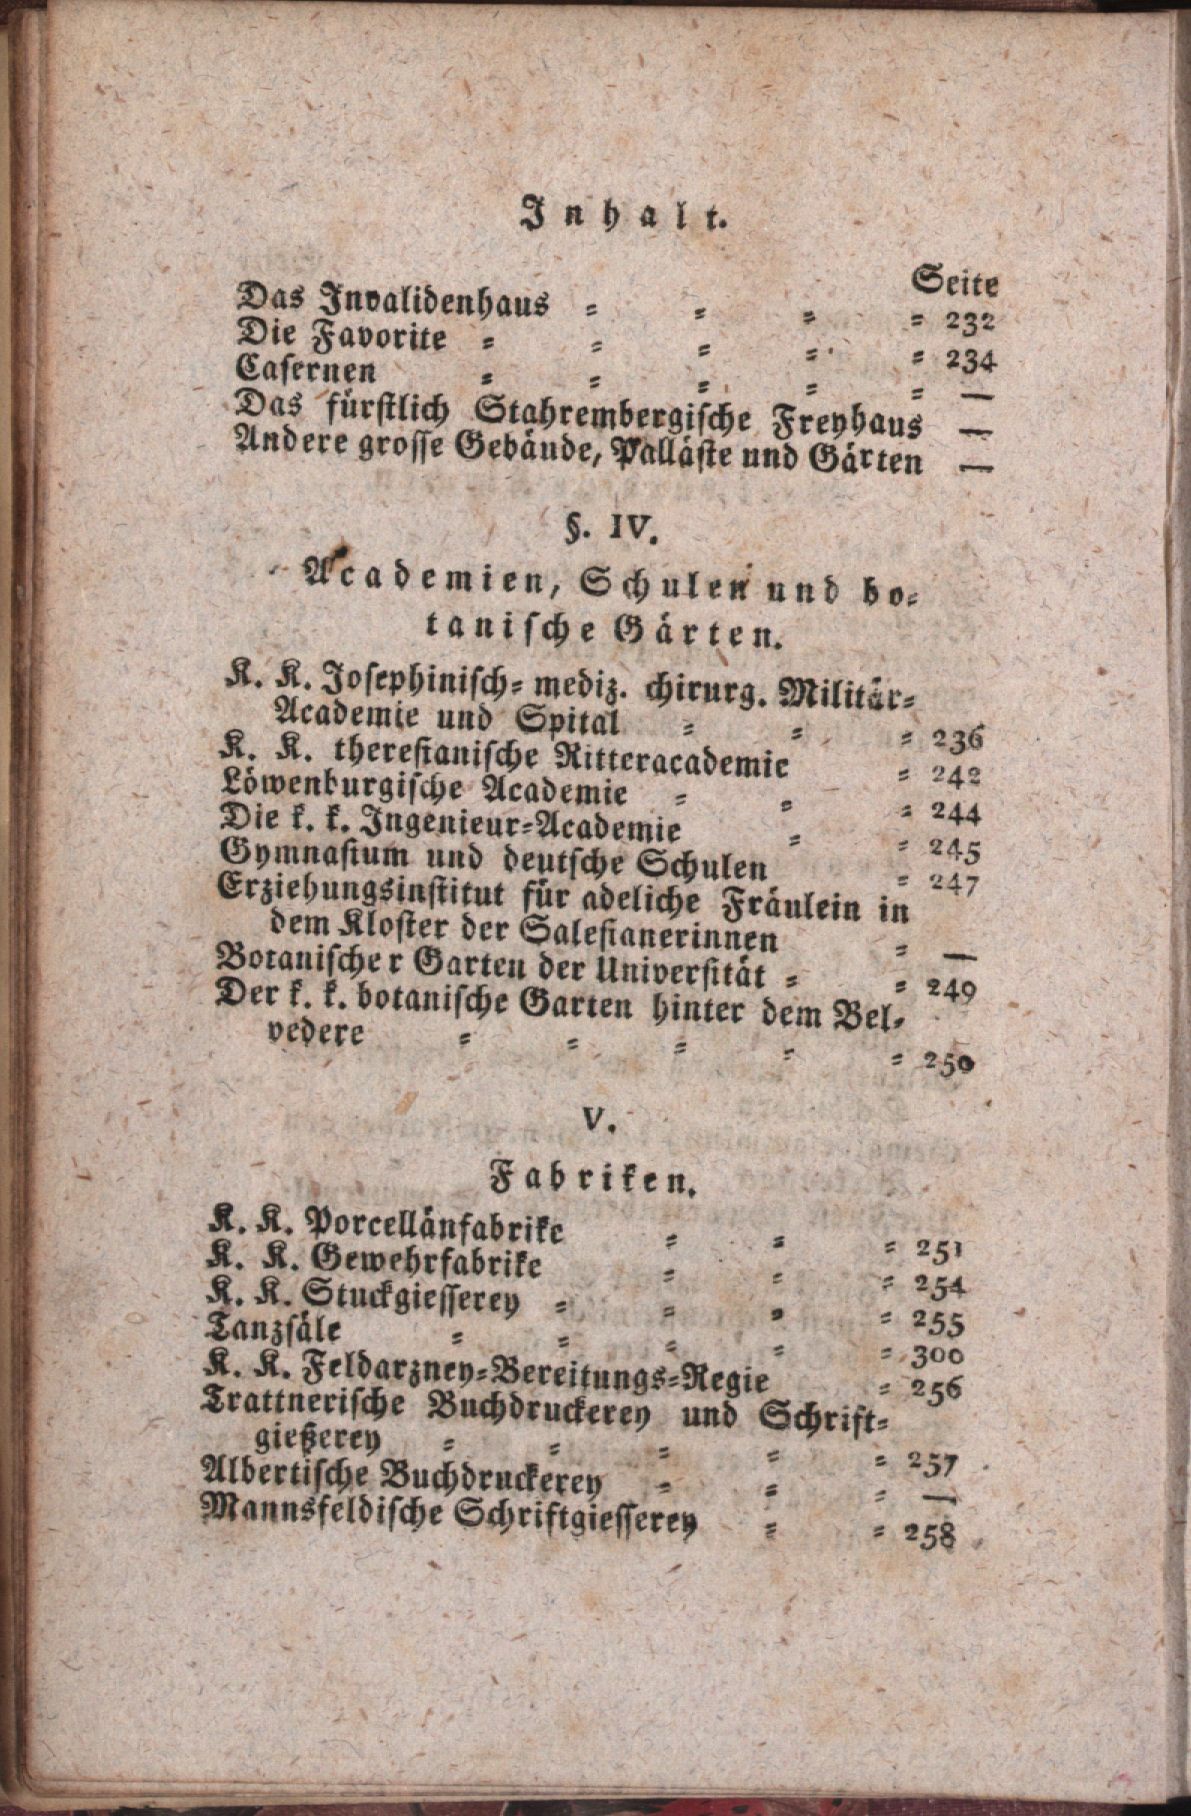 Inhalt.
Seite
Das Invalidenhaus = = = = 232
Die Favorite = = = = = 234
Casernen = = = = = —
Das fürstlich Stahrembergische Freyhaus —
Andere grosse Gebäude, Palläste und Gärten —
§. IV.
Academien, Schulen und bo=
tanische Gärten.
K. K. Josephinisch= mediz. chirurg. Militär=
Academie und Spital = = = 236
K. K. theresianische Ritteracademie = 242
Löwenburgische Academie = = = 244
Die k. k. Ingenieur=Academie = = 245
Gymnasium und deutsche Schulen = 247
Erziehungsinstitut für adeliche Fräulein in
dem Kloster der Salesianerinnen = —
Botanischer Garten der Universität = = 249
Der k. k. botanische Garten hinter dem Bel=
vedere = = = = = 250
V.
Fabriken.
K. K. Porcellänfabrike = = = 251
K. K. Gewehrfabrike = = = 254
K. K. Stuckgiesserey = = = = 255
Tanzsäle = = = = = 300
K. K. Feldarzney=Bereitungs=Regie = 256
Trattnerische Buchdruckerey und Schrift=
gießerey = = = = = 257
Albertische Buchdruckerey = = = —
Mannsfeldische Schriftgiesserey = = 258